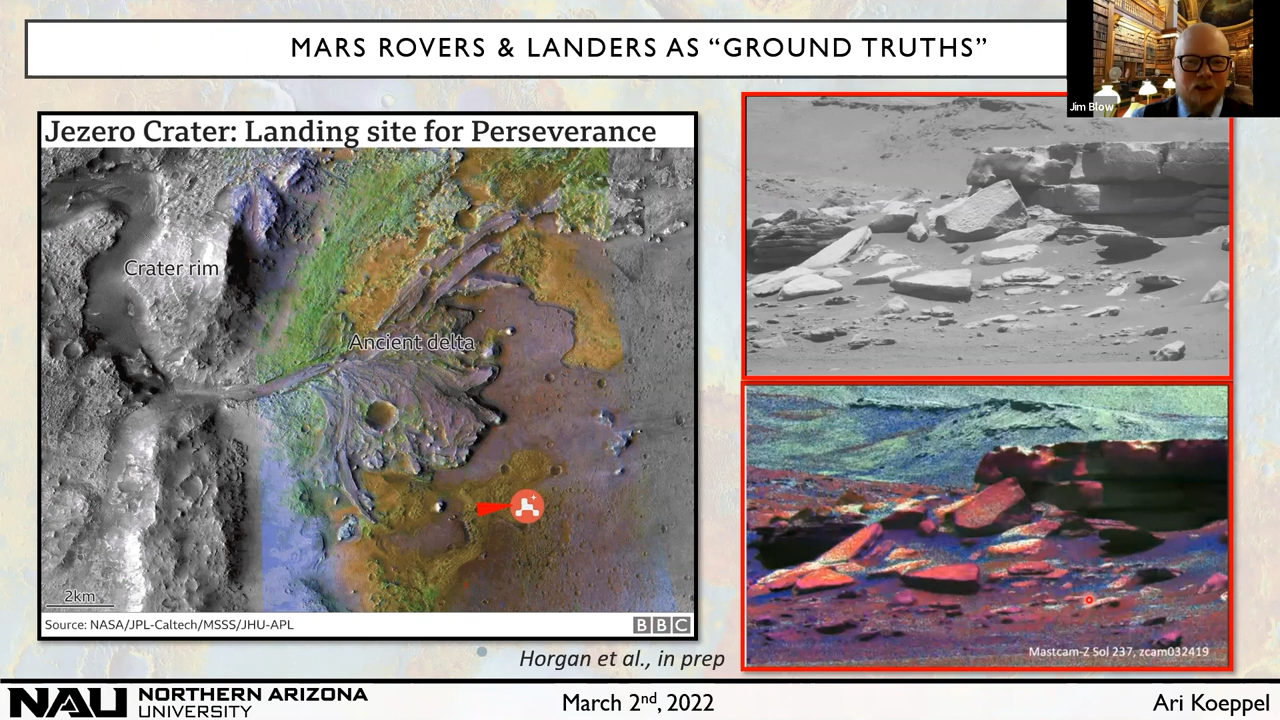 MARS ROVERS & LANDERS AS “GROUND TRUTHS”
Jim Blow
Jezero Crater: Landing site for Perseverance
Crater rim
Ancient delta
2km
Source: NASA/JPL-Caltech/MSSS/JHU-APL
BBC
Mastcam-Z Sol 237, zcam032419
Horgan et al., in prep
NAU NORTHERN ARIZONA
UNIVERSITY
March 2nd, 2022
Ari Koeppel